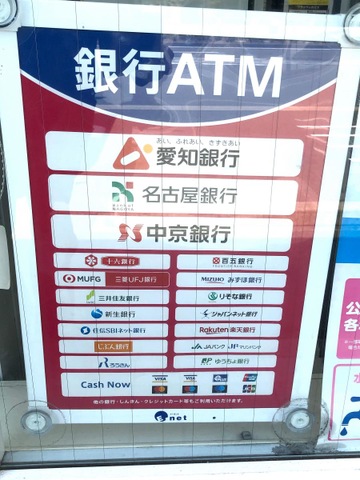 銀行ATM
あい、ふれあい、きずきあい
愛知銀行
名古屋銀行
中京銀行
十六銀行
百五銀行
MUFG 三菱UFJ銀行
MIZUHO みずほ銀行
三井住友銀行
りそな銀行
新生銀行
ジャパンネット銀行
住信SBIネット銀行
Rakuten 楽天銀行
じぶん銀行
JAバンク JFマリンバンク
ろうきん
ゆうちょ銀行
Cash Now
VISA
他の銀行・しんきん・クレジットカード等もご利用いただけます。
e net
公
各
水